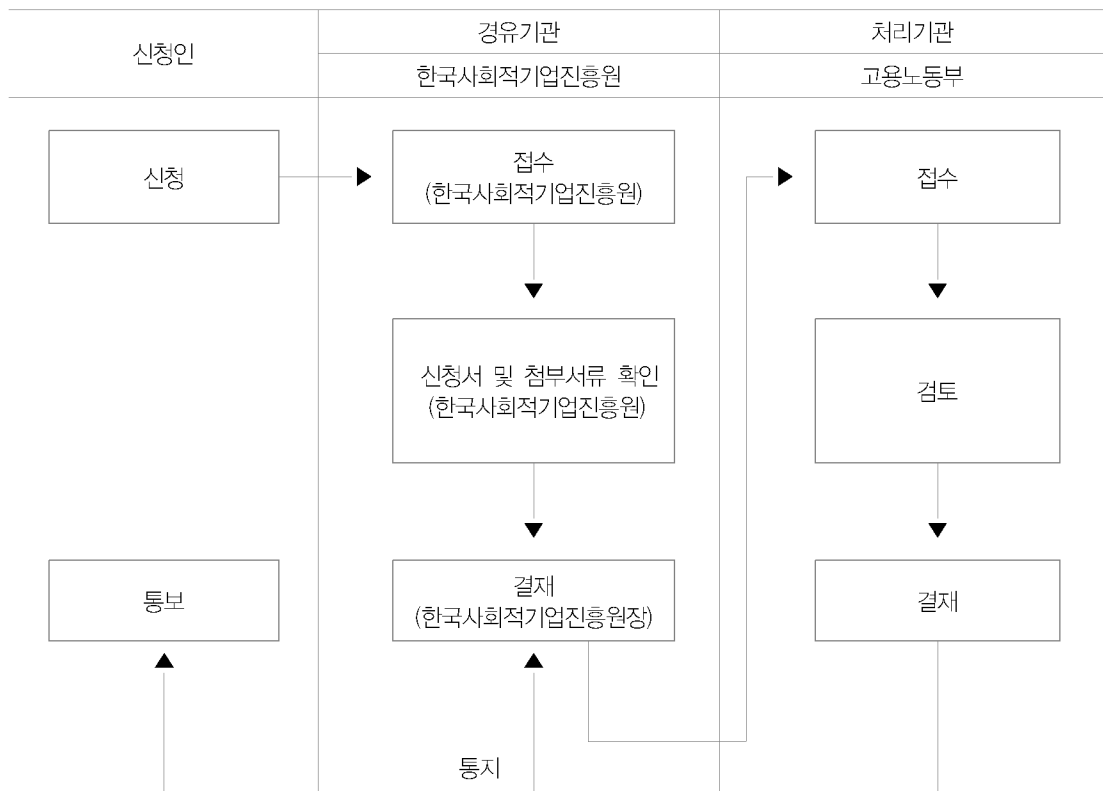 신청인
경유기관
처리기관
한국사회적기업진흥원
고용노동부
신청
접수
(한국사회적기업진흥원)
접수
신청서 및 첨부서류 확인
(한국사회적기업진흥원)
검토
통보
결재
(한국사회적기업진흥원장)
결재
통지